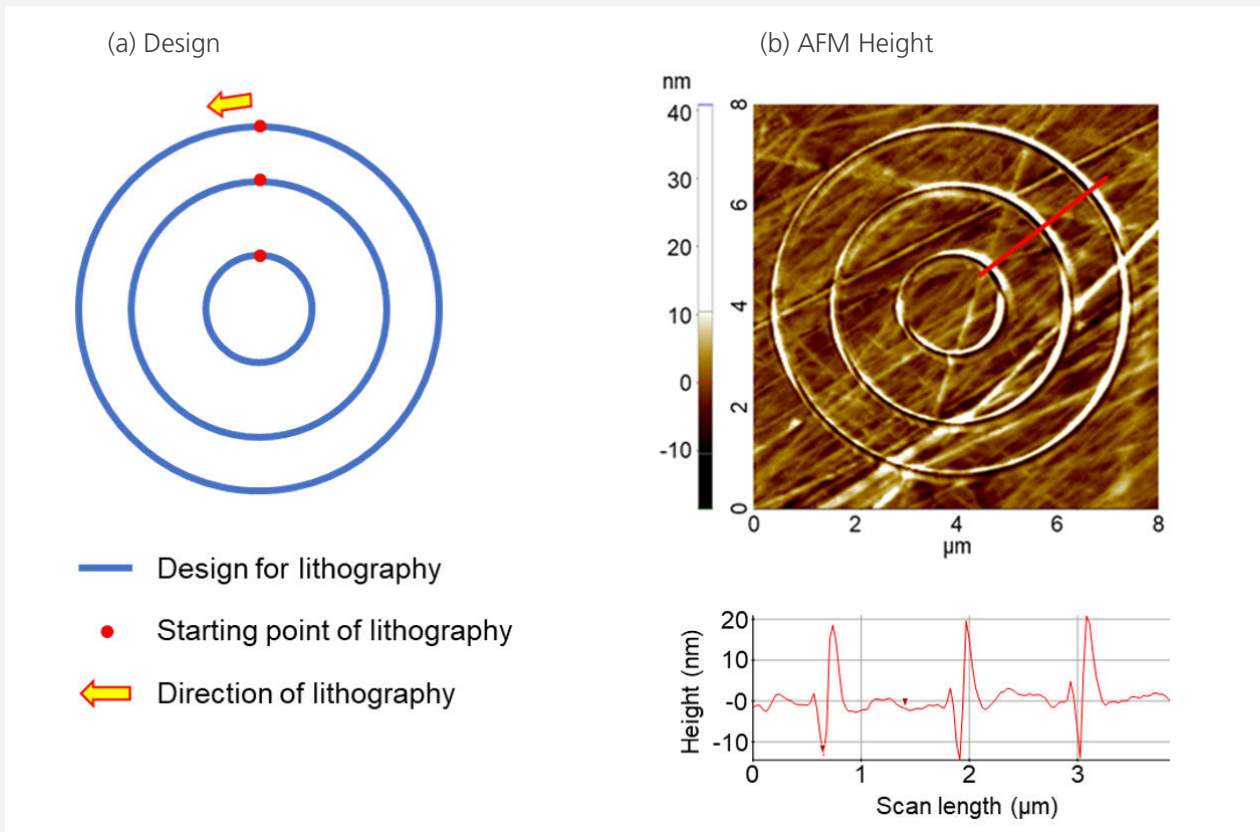 (a) Design
Design for lithography
Starting point of lithography
Direction of lithography
(b) AFM Height
nm
40
30
20
10
0
-10
8
6
4
2
0
0 2 4 6 8
µm
Height (nm)
20
10
-0
-10
0 1 2 3
Scan length (µm)